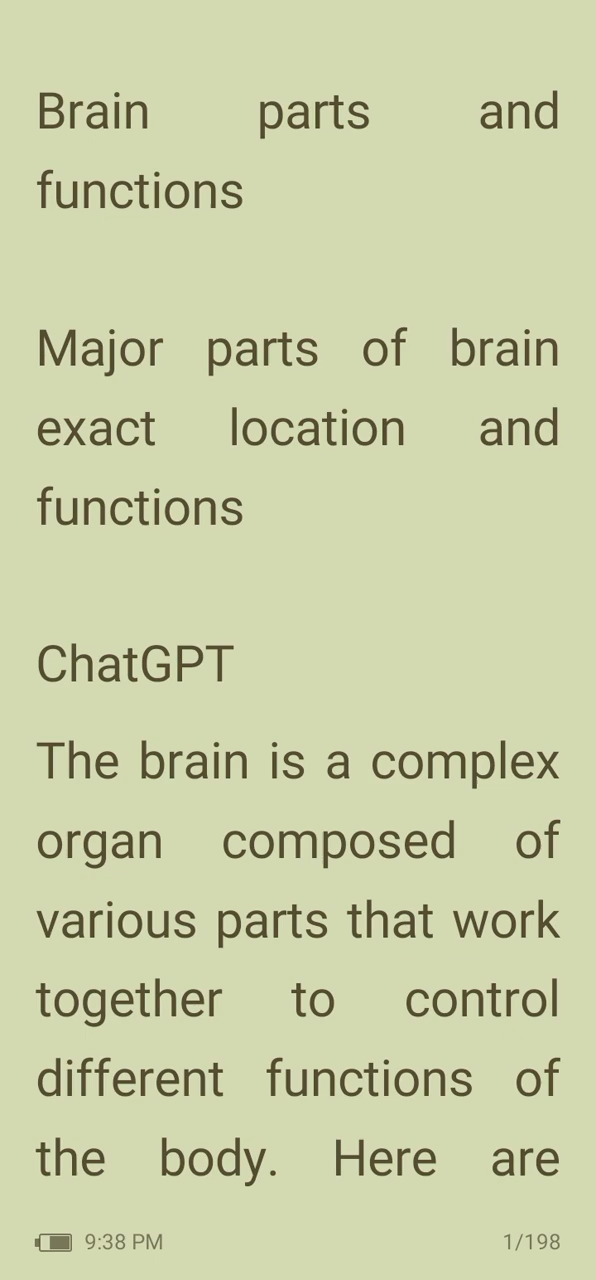 Brain parts and
functions
Major parts of brain
exact location and
functions
ChatGPT
The brain is a complex
organ composed of
various parts that work
together to control
different functions of
the body. Here are
9:38 PM
1/198